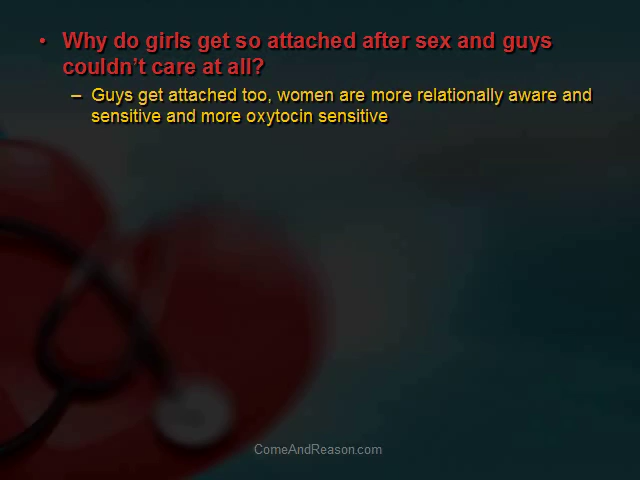 • Why do girls get so attached after sex and guys
couldn't care at all?
– Guys get attached too, women are more relationally aware and
sensitive and more oxytocin sensitive
ComeAndReason.com